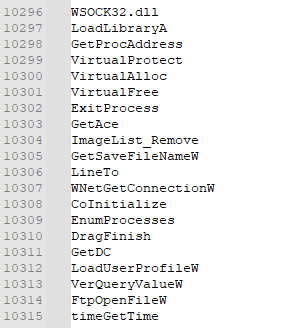 10296 WSOCK32.dll
10297 LoadLibraryA
10298 GetProcAddress
10299 VirtualProtect
10300 VirtualAlloc
10301 VirtualFree
10302 ExitProcess
10303 GetAce
10304 ImageList_Remove
10305 GetSaveFileNameW
10306 LineTo
10307 WNetGetConnectionW
10308 CoInitialize
10309 EnumProcesses
10310 DragFinish
10311 GetDC
10312 LoadUserProfileW
10313 VerQueryValueW
10314 FtpOpenFileW
10315 timeGetTime